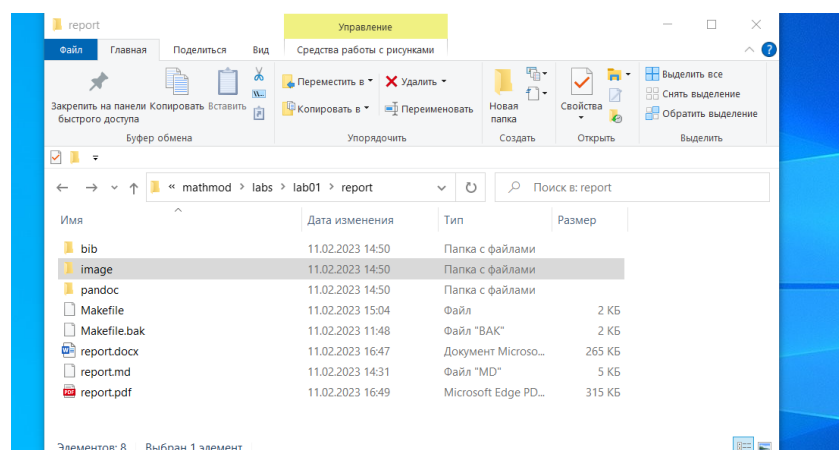 report
Управление
Файл Главная Поделиться Вид Средства работы с рисунками
Закрепить на панели быстрого доступа
Копировать
Вставить
Буфер обмена
Переместить в
Копировать в
Удалить
Переименовать
Упорядочить
Новая папка
Создать
Свойства
Открыть
Выделить все
Снять выделение
Обратить выделение
Выделить
« mathmod > labs > lab01 > report
Поиск в: report
Имя Дата изменения Тип Размер
bib 11.02.2023 14:50 Папка с файлами
image 11.02.2023 14:50 Папка с файлами
pandoc 11.02.2023 14:50 Папка с файлами
Makefile 11.02.2023 15:04 Файл 2 КБ
Makefile.bak 11.02.2023 11:48 Файл "BAK" 2 КБ
report.docx 11.02.2023 16:47 Документ Microso... 265 КБ
report.md 11.02.2023 14:31 Файл "MD" 5 КБ
report.pdf 11.02.2023 16:49 Microsoft Edge PD... 315 КБ
Элементов: 8 Выбран 1 элемент